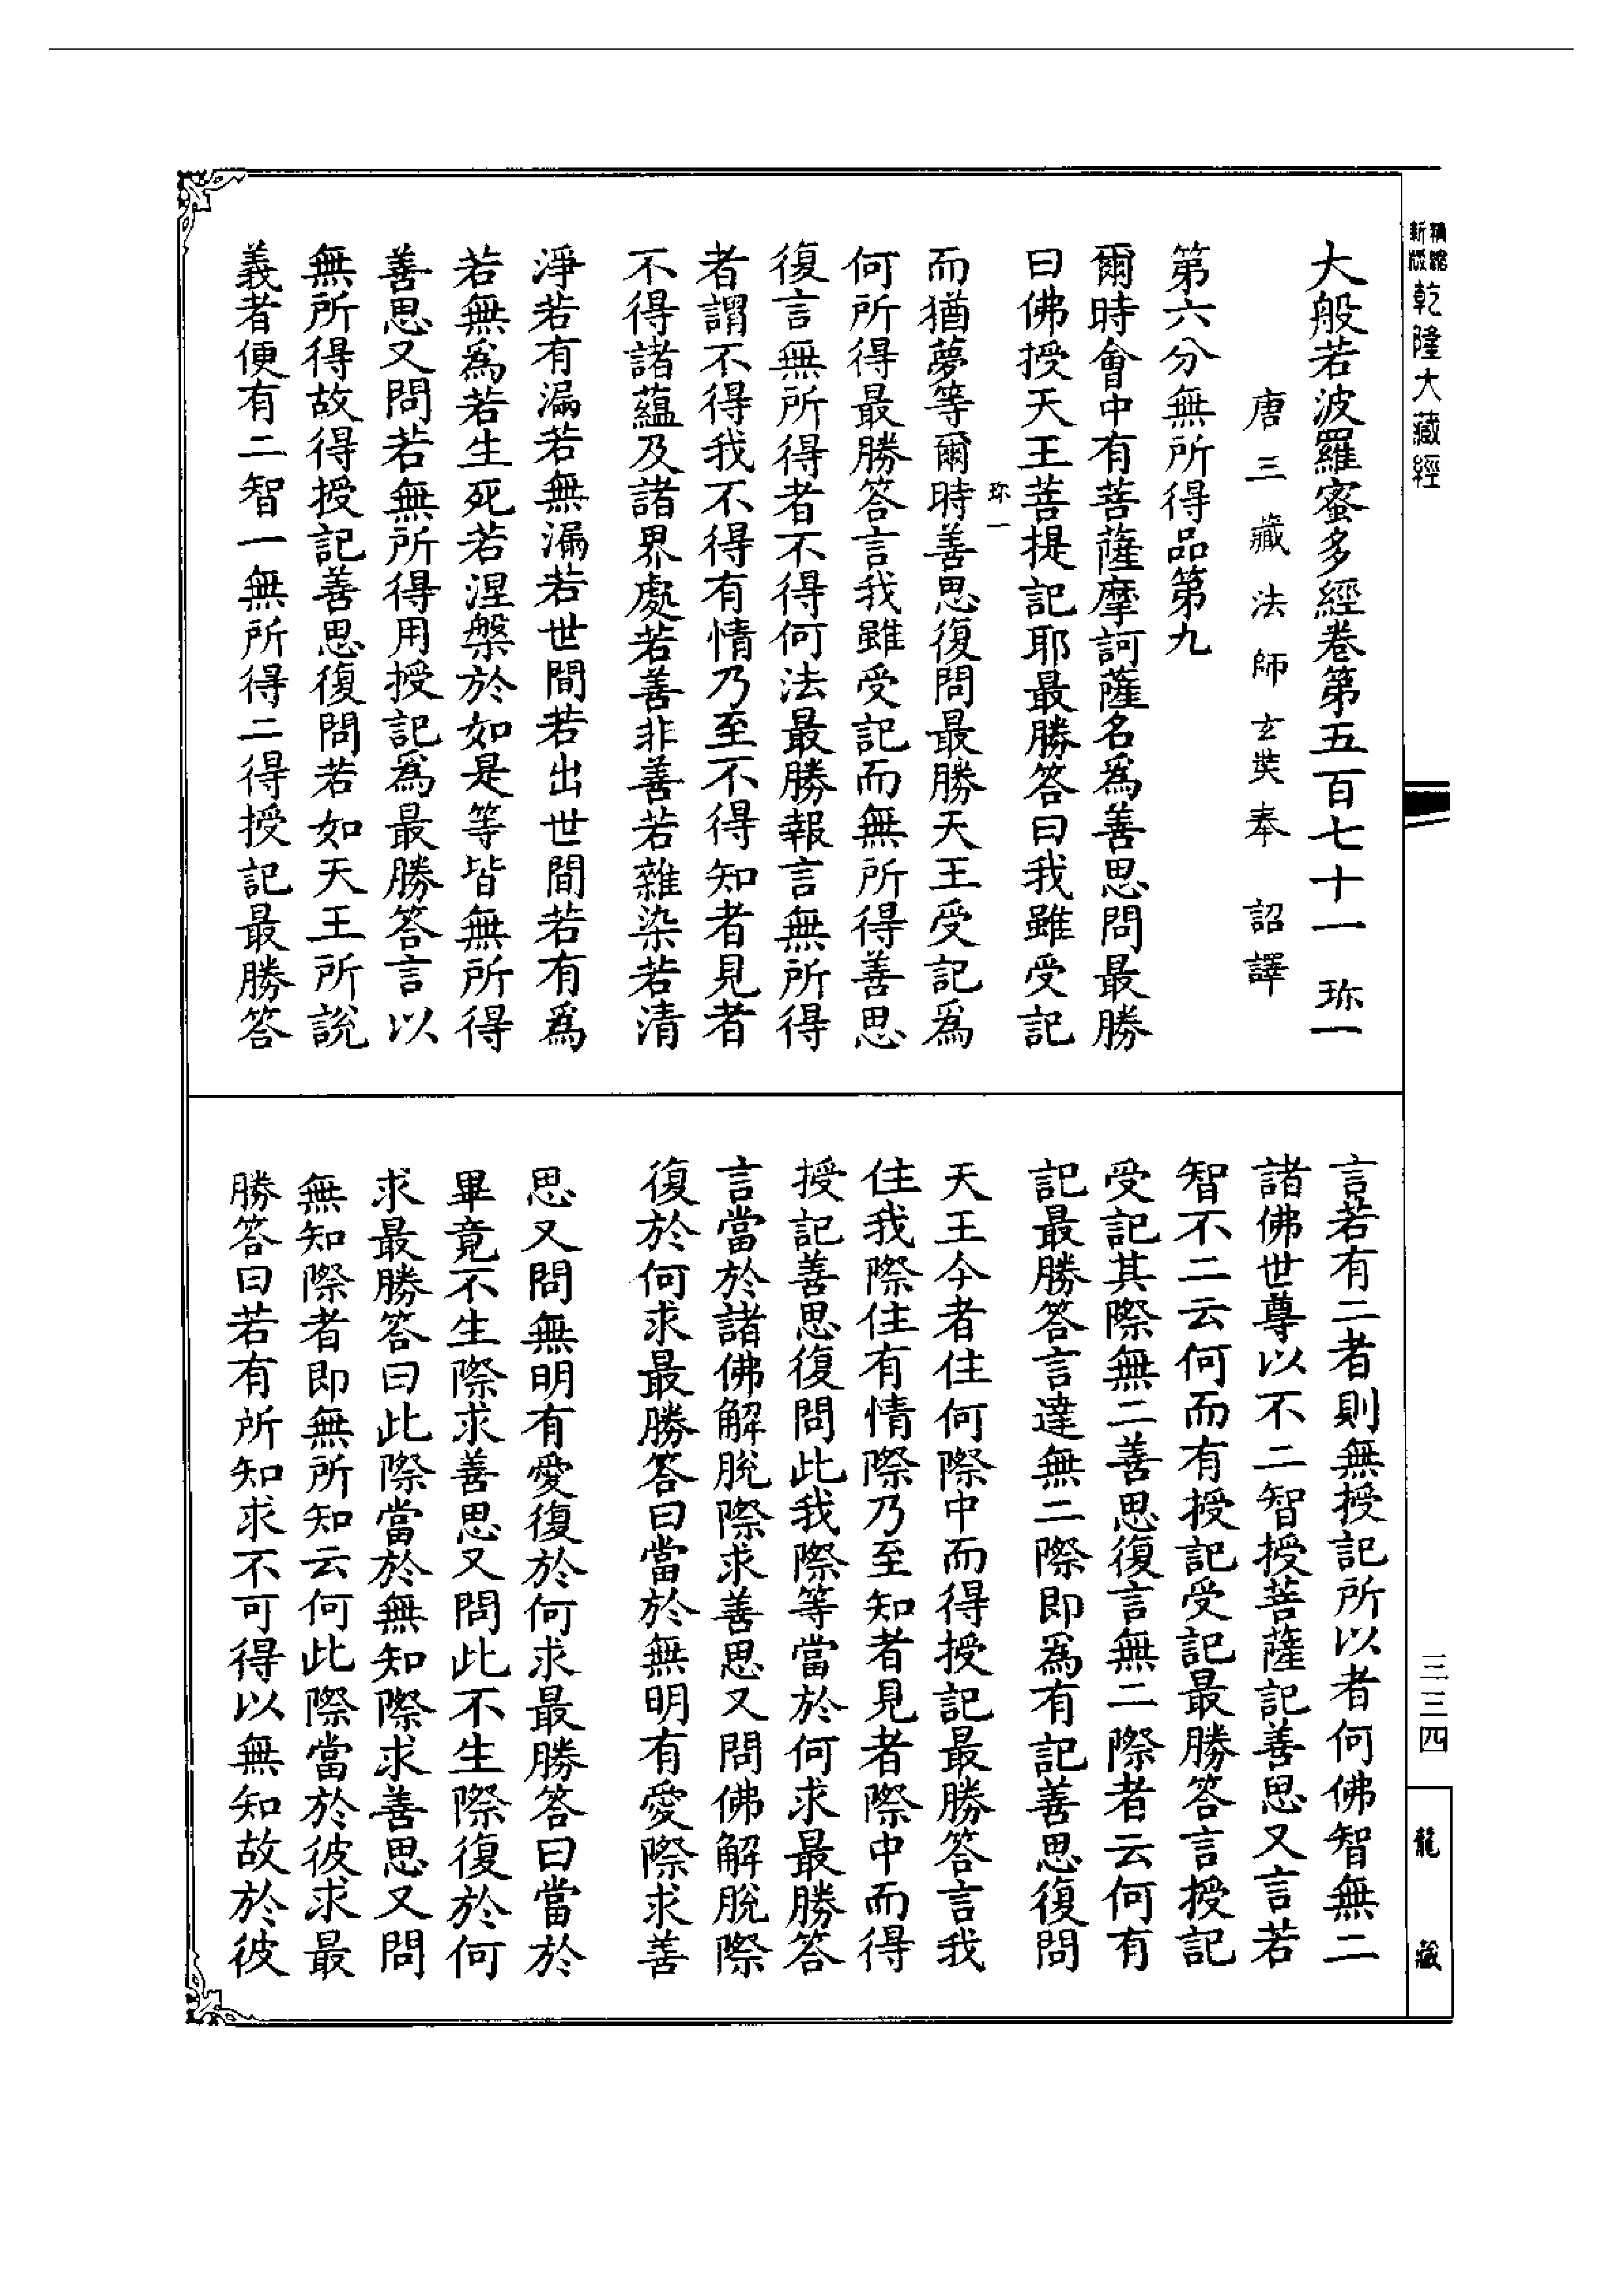 新版
精縮
乾隆大藏經
大般若波羅蜜多經卷第五百七十一 珎一
唐三藏法師玄奘奉 詔譯
第六分無所得品第九
爾時會中有菩薩摩訶薩名爲善思問最勝
曰佛授天王菩提記耶最勝答曰我雖受記
珎一
而猶夢等爾時善思復問最勝天王受記爲
何所得最勝答言我雖受記而無所得善思
復言無所得者不得何法最勝報言無所得
者謂不得我不得有情乃至不得知者見者
不得諸蘊及諸界處若善非善若雜染若清
淨若有漏若無漏若世間若出世間若有爲
若無爲若生死若涅槃於如是等皆無所得
善思又問若無所得用授記爲最勝答言以
無所得故得授記善思復問若如天王所說
義者便有二智一無所得二得授記最勝答
言若有二者則無授記所以者何佛智無二
諸佛世尊以不二智授菩薩記善思又言若
智不二云何而有授記受記最勝答言授記
受記其際無二善思復言無二際者云何有
記最勝答言達無二際即爲有記善思復問
天王今者住何際中而得授記最勝答言我
住我際住有情際乃至知者見者際中而得
授記善思復問此我際等當於何求最勝答
言當於諸佛解脫際求善思又問佛解脫際
復於何求最勝答曰當於無明有愛際求善
思又問無明有愛復於何求最勝答曰當於
畢竟不生際求善思又問此不生際復於何
求最勝答曰此際當於無知際求善思又問
無知際者即無所知云何此際當於彼求最
勝答曰若有所知求不可得以無知故於彼
三三四
龍藏